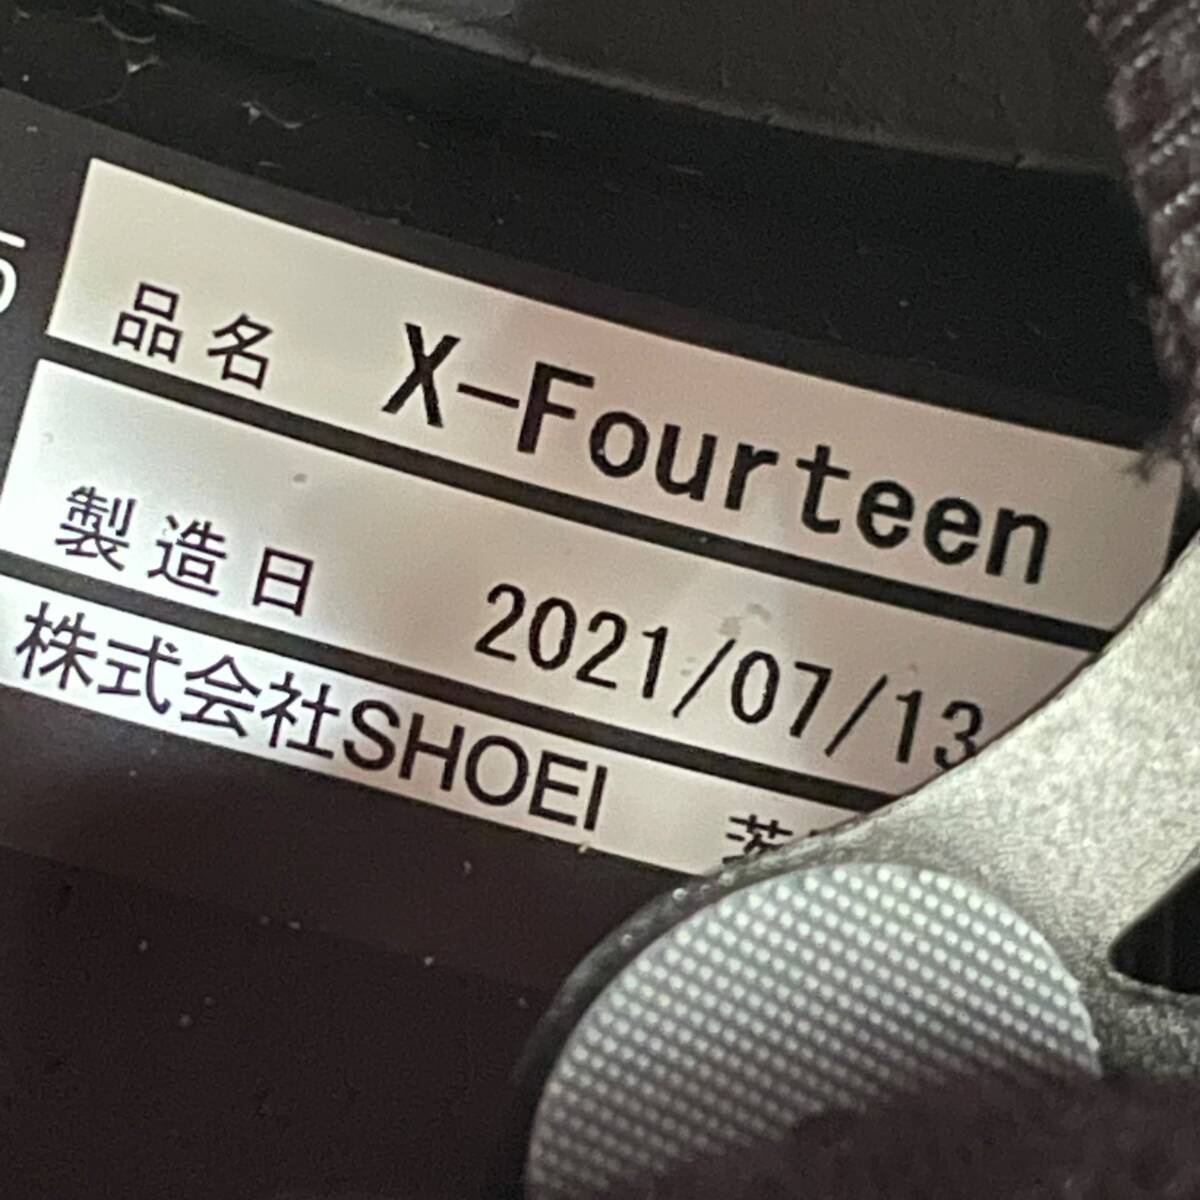 品名 X-Fourteen
製造日 2021/07/13
株式会社SHOEI